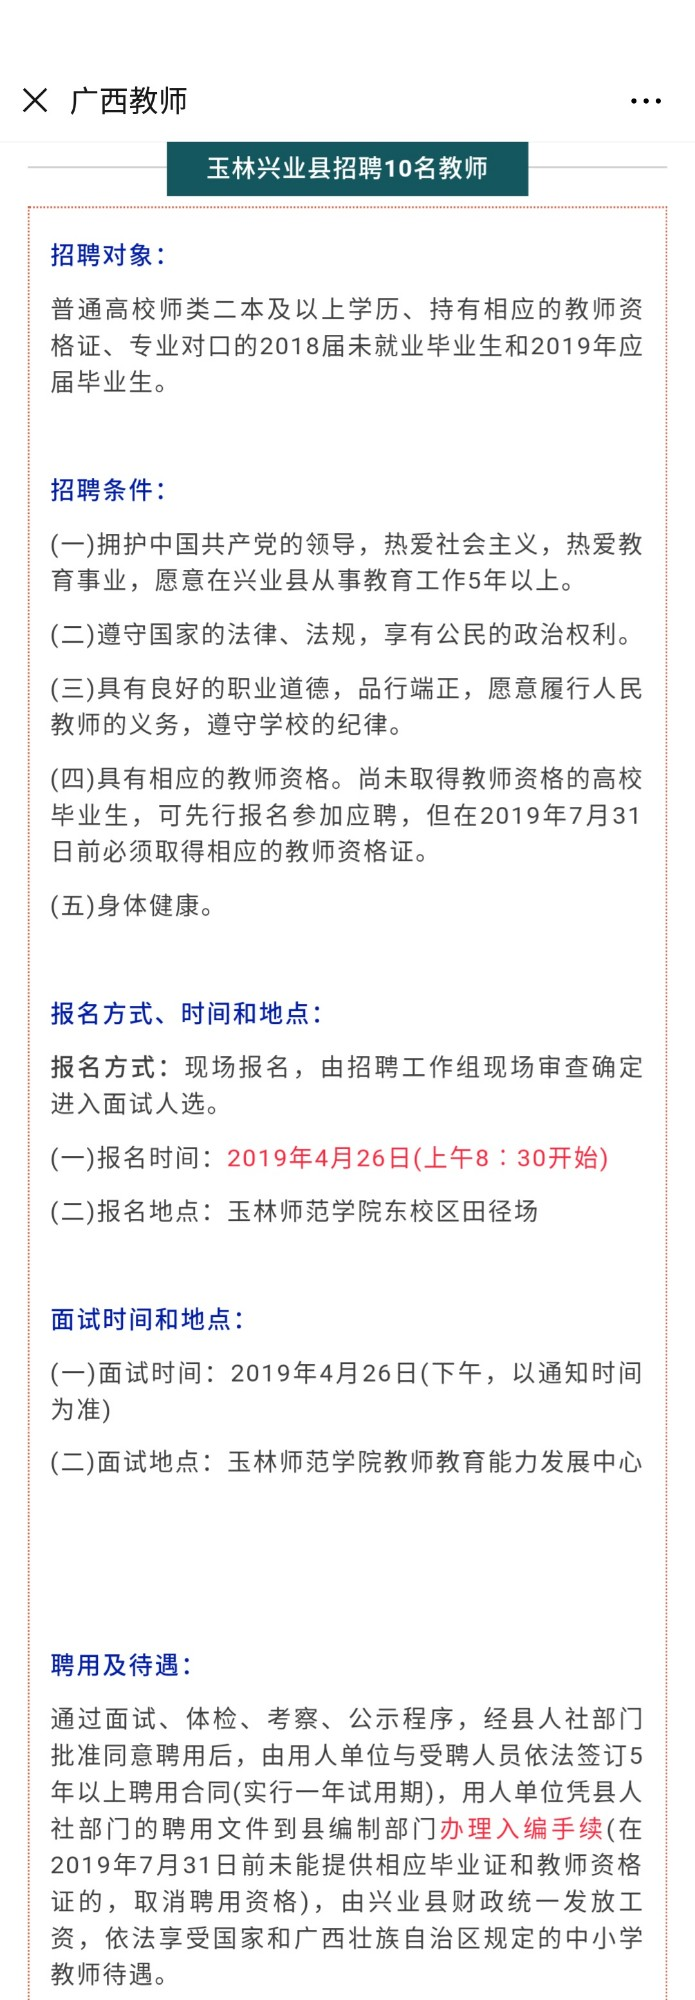 广西教师
玉林兴业县招聘10名教师
招聘对象：
普通高校师类二本及以上学历、持有相应的教师资
格证、专业对口的2018届未就业毕业生和2019年应
届毕业生。
招聘条件：
(一)拥护中国共产党的领导，热爱社会主义，热爱教
育事业，愿意在兴业县从事教育工作5年以上。
(二)遵守国家的法律、法规，享有公民的政治权利。
(三)具有良好的职业道德，品行端正，愿意履行人民
教师的义务，遵守学校的纪律。
(四)具有相应的教师资格。尚未取得教师资格的高校
毕业生，可先行报名参加应聘，但在2019年7月31
日前必须取得相应的教师资格证。
(五)身体健康。
报名方式、时间和地点：
报名方式：现场报名，由招聘工作组现场审查确定
进入面试人选。
(一)报名时间：2019年4月26日(上午8：30开始)
(二)报名地点：玉林师范学院东校区田径场
面试时间和地点：
(一)面试时间：2019年4月26日(下午，以通知时间
为准)
(二)面试地点：玉林师范学院教师教育能力发展中心
聘用及待遇：
通过面试、体检、考察、公示程序，经县人社部门
批准同意聘用后，由用人单位与受聘人员依法签订5
年以上聘用合同(实行一年试用期)，用人单位凭县人
社部门的聘用文件到县编制部门办理入编手续(在
2019年7月31日前未能提供相应毕业证和教师资格
证的，取消聘用资格)，由兴业县财政统一发放工
资，依法享受国家和广西壮族自治区规定的中小学
教师待遇。